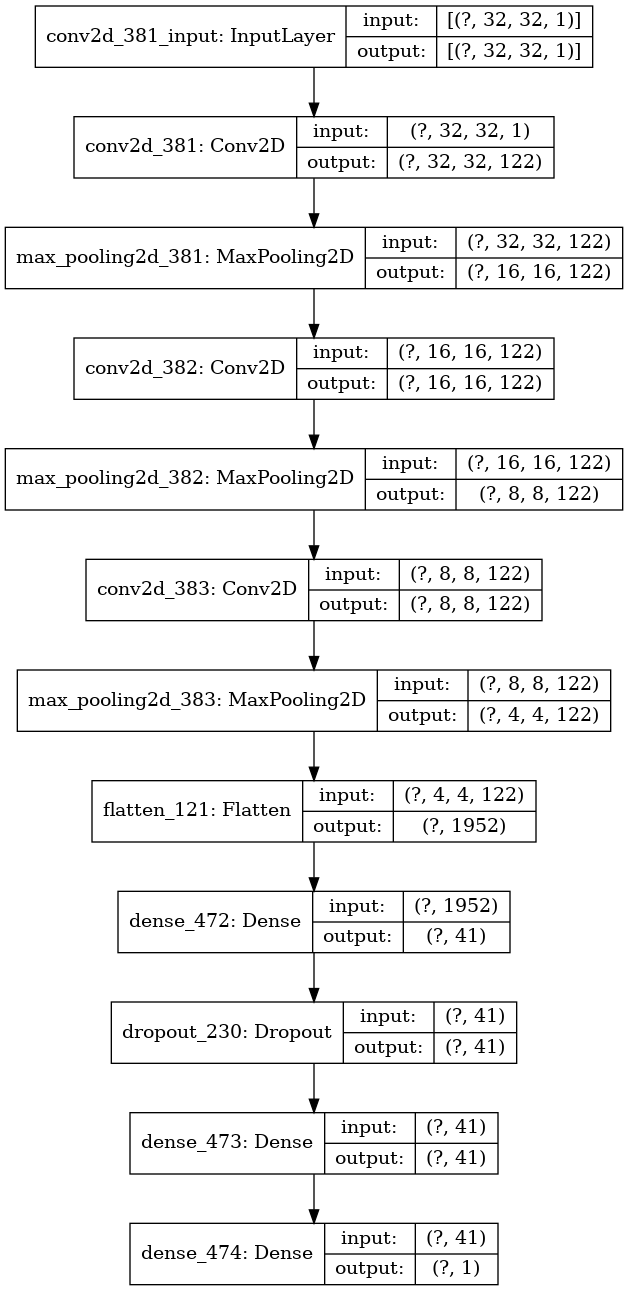 conv2d_381_input: InputLayer
input: [(?, 32, 32, 1)]
output: [(?, 32, 32, 1)]
conv2d_381: Conv2D
input: (?, 32, 32, 1)
output: (?, 32, 32, 122)
max_pooling2d_381: MaxPooling2D
input: (?, 32, 32, 122)
output: (?, 16, 16, 122)
conv2d_382: Conv2D
input: (?, 16, 16, 122)
output: (?, 16, 16, 122)
max_pooling2d_382: MaxPooling2D
input: (?, 16, 16, 122)
output: (?, 8, 8, 122)
conv2d_383: Conv2D
input: (?, 8, 8, 122)
output: (?, 8, 8, 122)
max_pooling2d_383: MaxPooling2D
input: (?, 8, 8, 122)
output: (?, 4, 4, 122)
flatten_121: Flatten
input: (?, 4, 4, 122)
output: (?, 1952)
dense_472: Dense
input: (?, 1952)
output: (?, 41)
dropout_230: Dropout
input: (?, 41)
output: (?, 41)
dense_473: Dense
input: (?, 41)
output: (?, 41)
dense_474: Dense
input: (?, 41)
output: (?, 1)